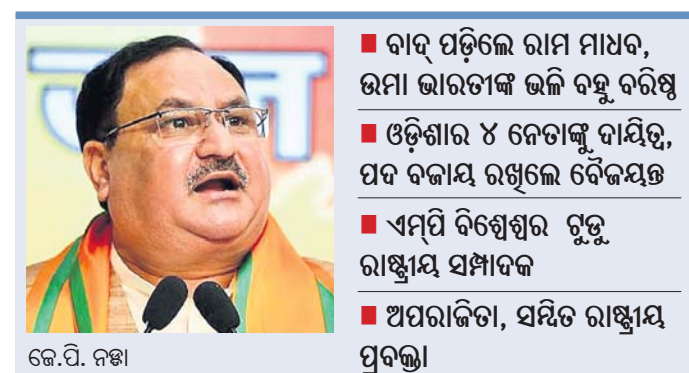 ■ ବାଦ୍ ପଡ଼ିଲେ ରାମ ମାଧବ,
ଉମା ଭାରତୀଙ୍କ ଭଳି ବହୁ ବରିଷ୍ଠ
■ ଓଡ଼ିଶାର ୪ ନେତାଙ୍କୁ ଦାୟିତ୍ୱ,
ପଦ ବଜାୟ ରଖିଲେ ବୈଜୟନ୍ତ
■ ଏମ୍‌ପି ବିଶ୍ୱେଶ୍ୱର ଟୁଡୁ
ରାଷ୍ଟ୍ରୀୟ ସମ୍ପାଦକ
■ ଅପରାଜିତା, ସମ୍ବିତ ରାଷ୍ଟ୍ରୀୟ
ପ୍ରବକ୍ତା
ଜେ.ପି. ନଡ୍ଡା